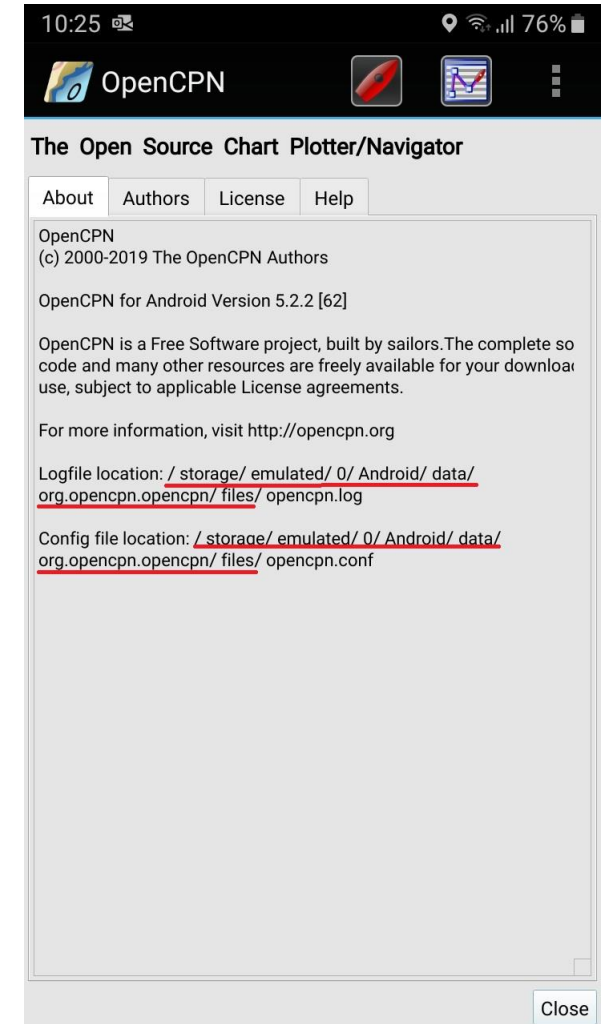 10:25
76%
OpenCPN
The Open Source Chart Plotter/Navigator
About Authors License Help
OpenCPN
(c) 2000-2019 The OpenCPN Authors
OpenCPN for Android Version 5.2.2 [62]
OpenCPN is a Free Software project, built by sailors.The complete so
code and many other resources are freely available for your
use, subject to applicable License agreements.
For more information, visit http://opencpn.org
Logfile location: / storage/ emulated/ 0/ Android/ data/
org.opencpn.opencpn/ files/ opencpn.log
Config file location: / storage/ emulated/ 0/ Android/ data/
org.opencpn.opencpn/ files/ opencpn.conf
Close